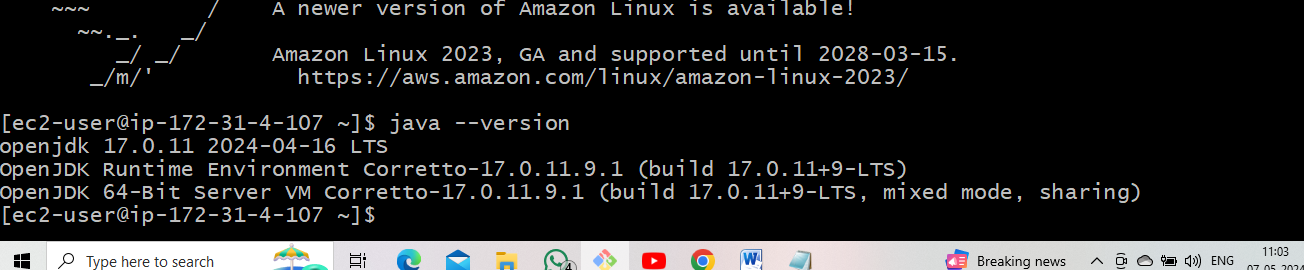 ~~~         /    A newer version of Amazon Linux is available!
~~._.   _/
_/ _/       Amazon Linux 2023, GA and supported until 2028-03-15.
_/m/'           https://aws.amazon.com/linux/amazon-linux-2023/
[ec2-user@ip-172-31-4-107 ~]$ java --version
openjdk 17.0.11 2024-04-16 LTS
OpenJDK Runtime Environment Corretto-17.0.11.9.1 (build 17.0.11+9-LTS)
OpenJDK 64-Bit Server VM Corretto-17.0.11.9.1 (build 17.0.11+9-LTS, mixed mode, sharing)
[ec2-user@ip-172-31-4-107 ~]$
Type here to search
4
Breaking news
ENG
11:03